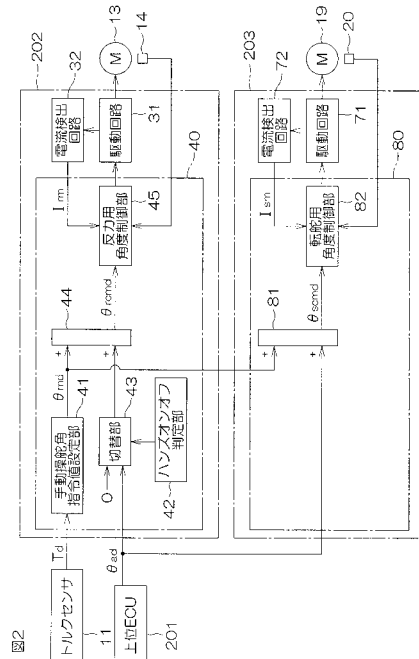 図2
トルクセンサ
11
Td
上位ECU
201
θad
202
40
手動操舵角
指令値設定部
41
θmd
0
切替部
43
ハンズオンオフ
判定部
42
44
θrcmd
反力用
角度制御部
45
Irm
電流検出
回路
32
駆動回路
31
M
13
14
203
80
81
θscmd
転舵用
角度制御部
82
Ism
電流検出
回路
72
駆動回路
71
M
19
20
+
+
+
+